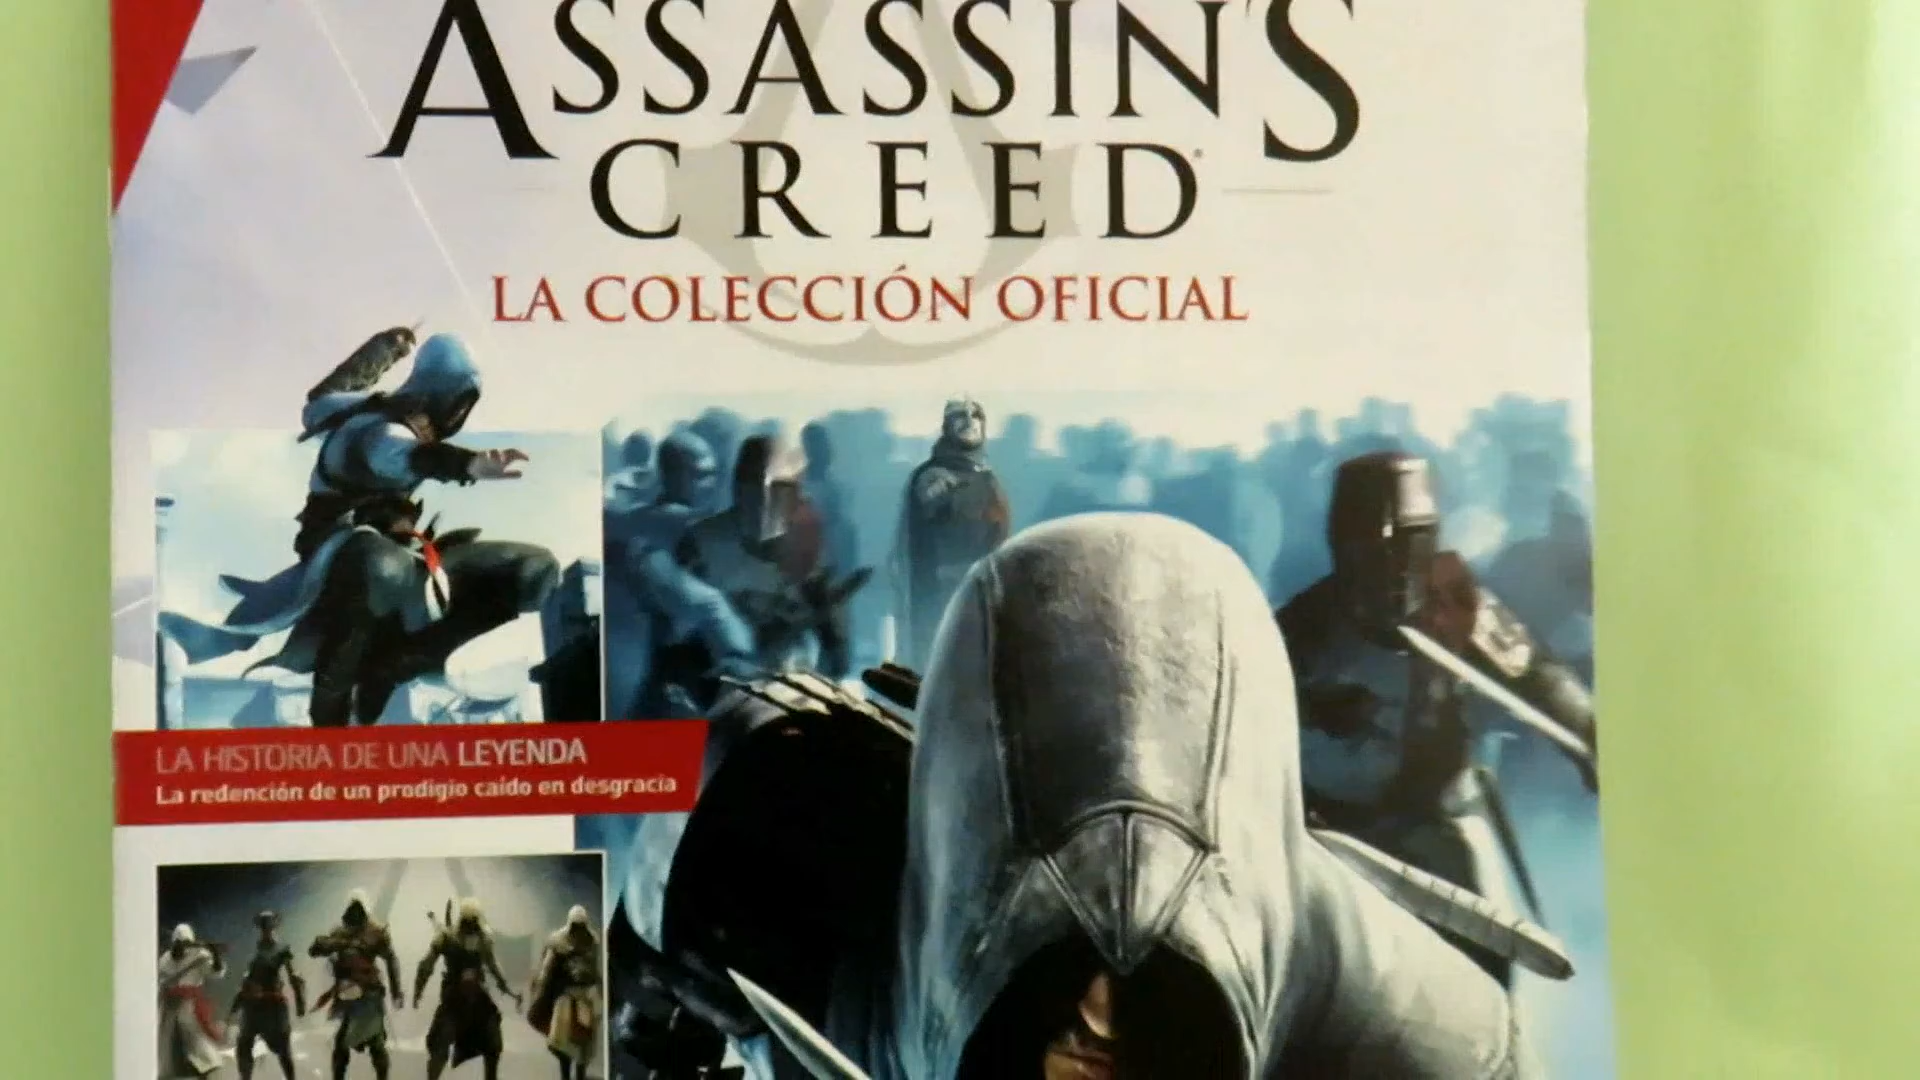 ASSASSIN'S
CREED
LA COLECCIÓN OFICIAL
LA HISTORIA DE UNA LEYENDA
La redención de un prodigio caído en desgracia